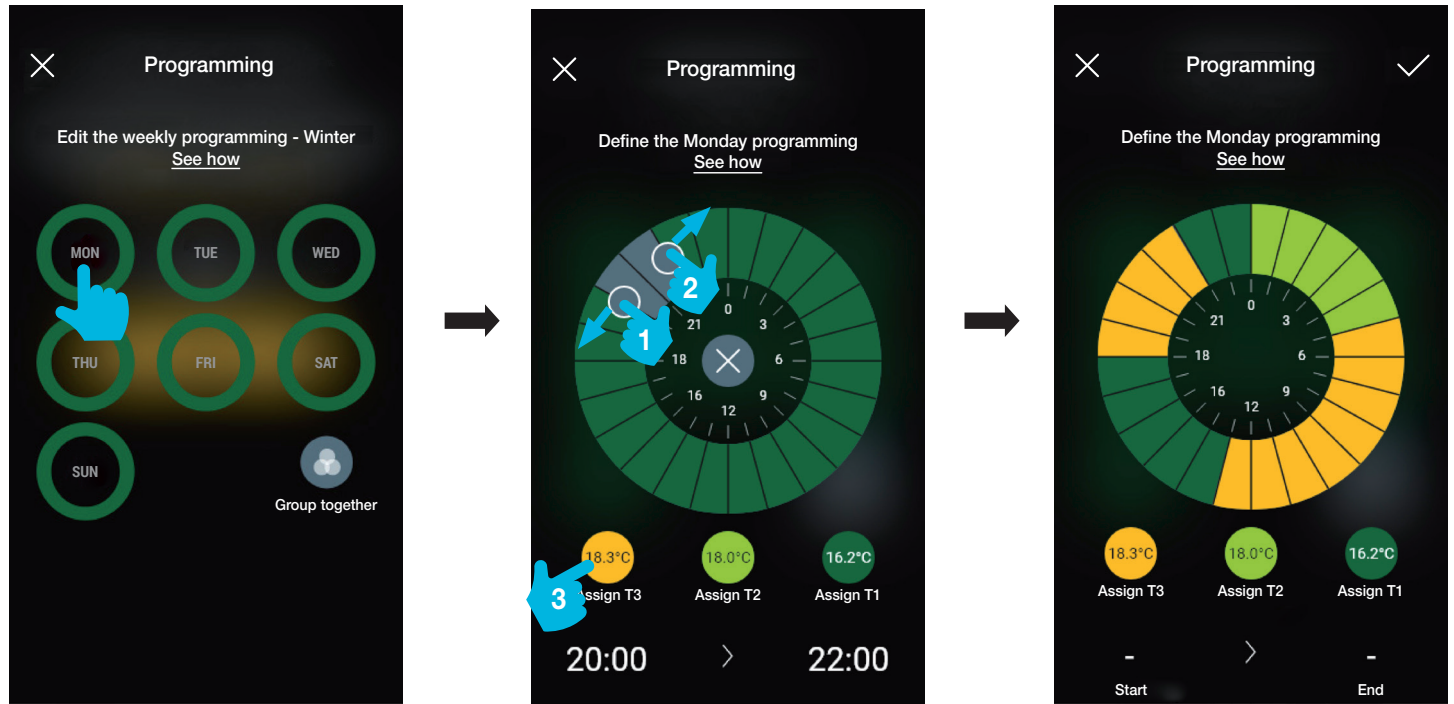 Programming
Edit the weekly programming - Winter
See how
MON
TUE
WED
THU
FRI
SAT
SUN
Group together
Programming
Define the Monday programming
See how
2
1
0
3
6
9
12
16
18
21
18.3°C
18.0°C
16.2°C
3
ssign T3
Assign T2
Assign T1
20:00
22:00
Programming
Define the Monday programming
See how
0
3
6
9
12
16
18
21
18.3°C
18.0°C
16.2°C
Assign T3
Assign T2
Assign T1
- > -
Start
End